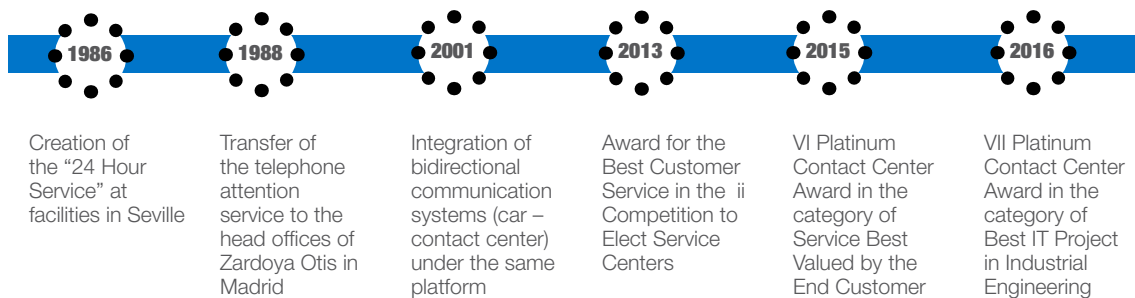 1986
Creation of
the “24 Hour
Service” at
facilities in Seville
1988
Transfer of
the telephone
attention
service to the
head offices of
Zardoya Otis in
Madrid
2001
Integration of
bidirectional
communication
systems (car –
contact center)
under the same
platform
2013
Award for the
Best Customer
Service in the ii
Competition to
Elect Service
Centers
2015
VI Platinum
Contact Center
Award in the
category of
Service Best
Valued by the
End Customer
2016
VII Platinum
Contact Center
Award in the
category of
Best IT Project
in Industrial
Engineering